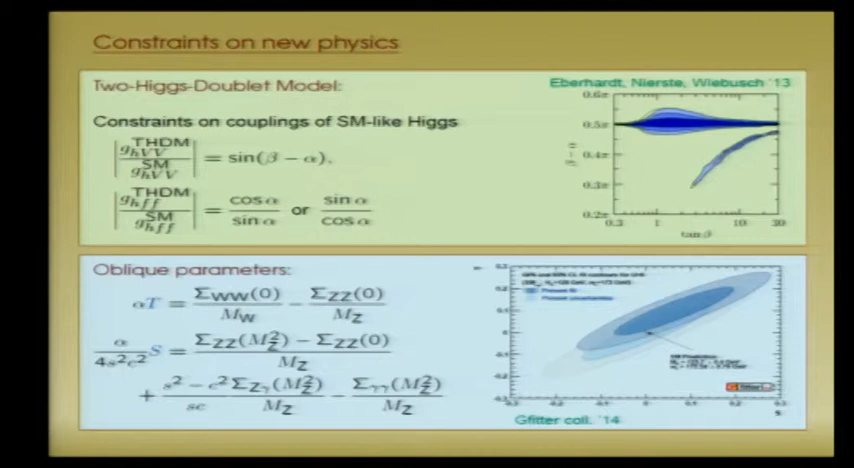 Constraints on new physics
Two-Higgs-Doublet Model:
Eberhardt, Nierste, Wiebusch '13
Constraints on couplings of SM-like Higgs
|g_hVV^THDM / g_hVV^SM| = sin(β − α),
|g_hff^THDM / g_hff^SM| = cos α / sin α or sin α / cos α
0.6π
0.5π
0.4π
0.3π
0.2π
β − α
0.3 1 10
tan β
Oblique parameters:
αT = Σ_WW(0) / M_W − Σ_ZZ(0) / M_Z
α / 4s²c² S = Σ_ZZ(M_Z²) − Σ_ZZ(0) / M_Z
+ s² − c² / sc Σ_Zγ(M_Z²) / M_Z − Σ_γγ(M_Z²) / M_Z
SM Prediction
fitter
S
Gfitter coll. '14